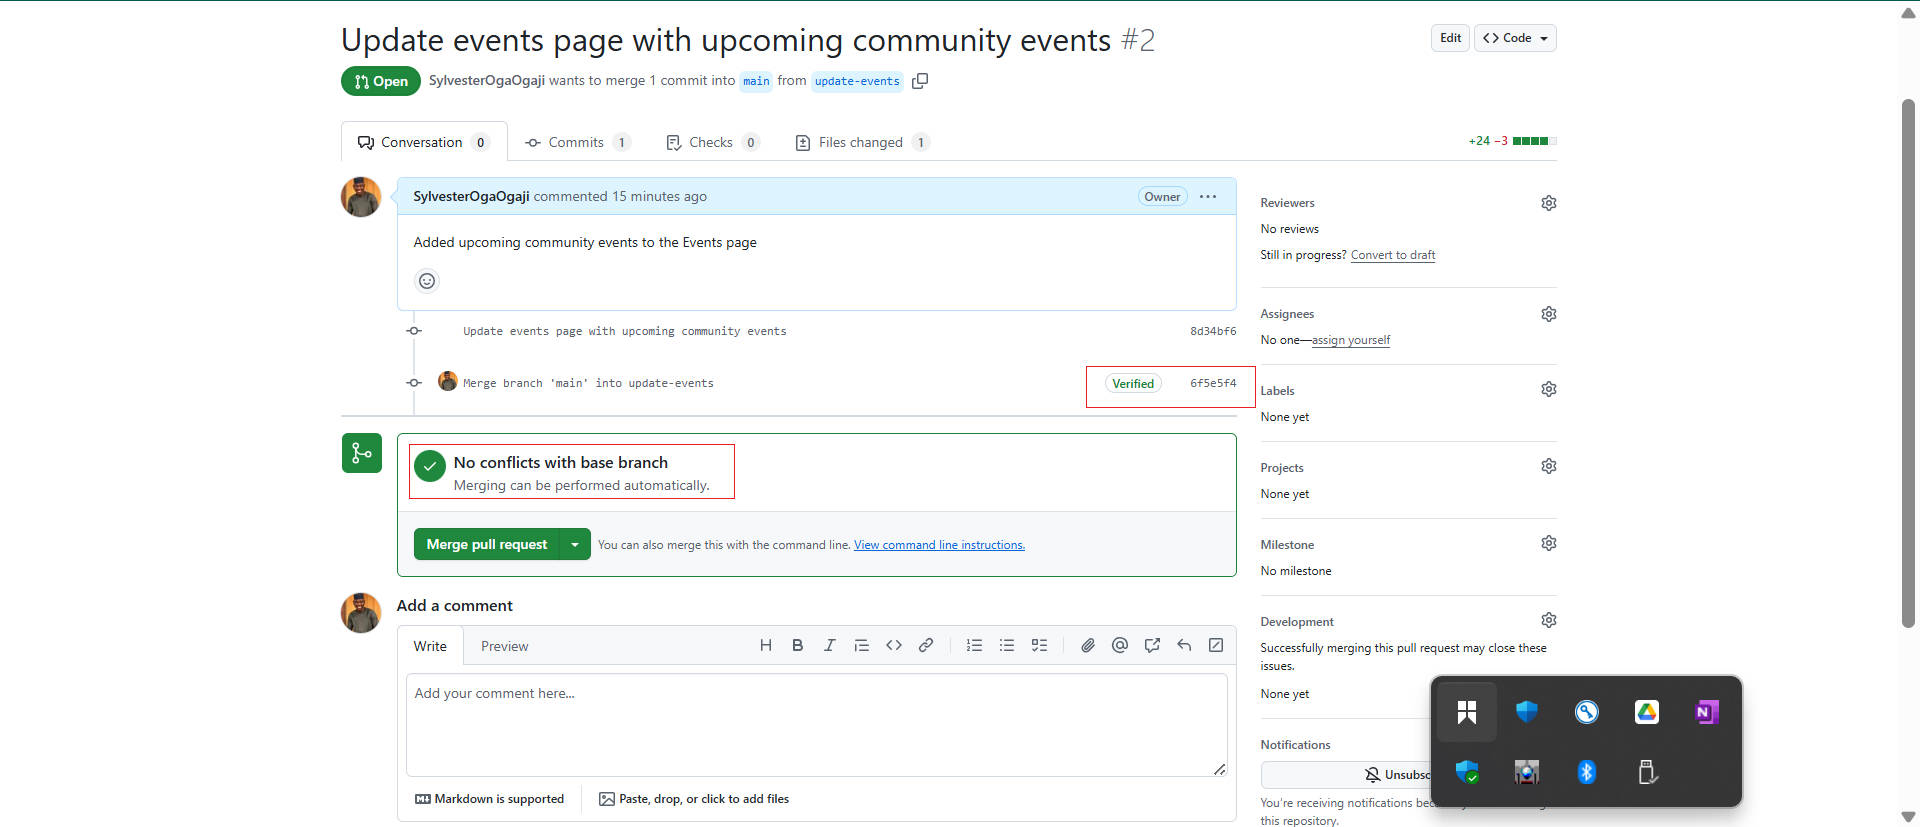 Update events page with upcoming community events #2
Edit
Code
Open
SylvesterOgaOgaji wants to merge 1 commit into main from update-events
Conversation 0
Commits 1
Checks 0
Files changed 1
+24 −3
SylvesterOgaOgaji commented 15 minutes ago
Owner
Added upcoming community events to the Events page
Update events page with upcoming community events
8d34bf6
Merge branch 'main' into update-events
Verified
6f5e5f4
No conflicts with base branch
Merging can be performed automatically.
Merge pull request
You can also merge this with the command line. View command line instructions.
Add a comment
Write
Preview
Add your comment here...
Markdown is supported
Paste, drop, or click to add files
Reviewers
No reviews
Still in progress? Convert to draft
Assignees
No one—assign yourself
Labels
None yet
Projects
None yet
Milestone
No milestone
Development
Successfully merging this pull request may close these
issues.
None yet
Notifications
Unsubsc
You're receiving notifications bec
this repository.